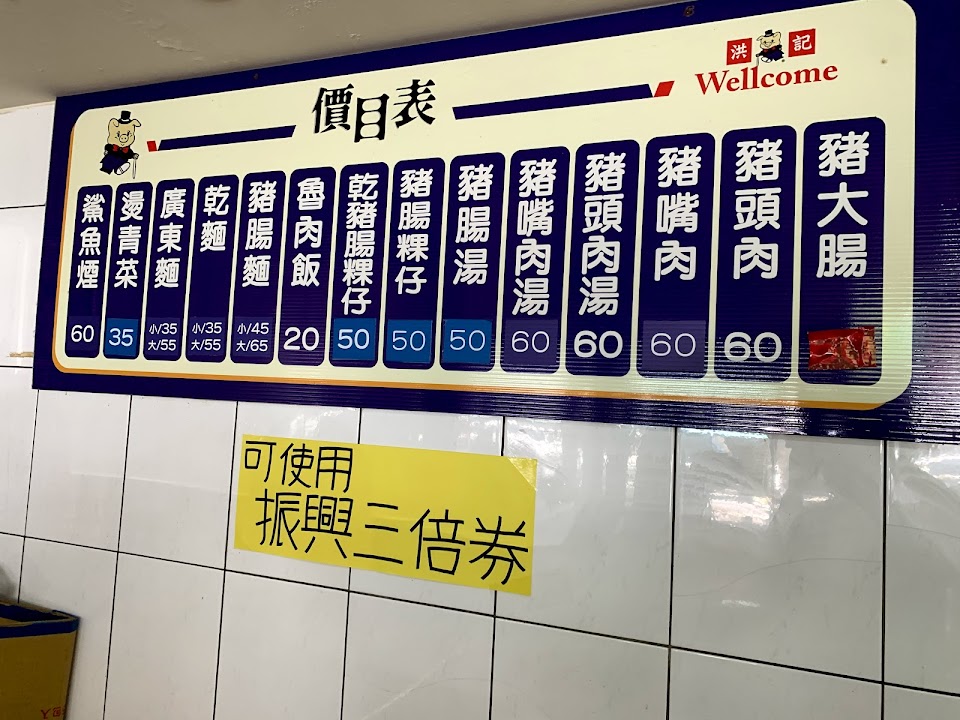 價目表
洪記
Wellcome
豬大腸
豬頭肉 60
豬嘴肉 60
豬頭肉湯 60
豬嘴肉湯 60
豬腸湯 50
豬腸粿仔 50
乾豬腸粿仔 50
魯肉飯 20
豬腸麵 小/45 大/65
乾麵 小/35 大/55
廣東麵 小/35 大/55
燙青菜 35
鯊魚煙 60
可使用
振興三倍券